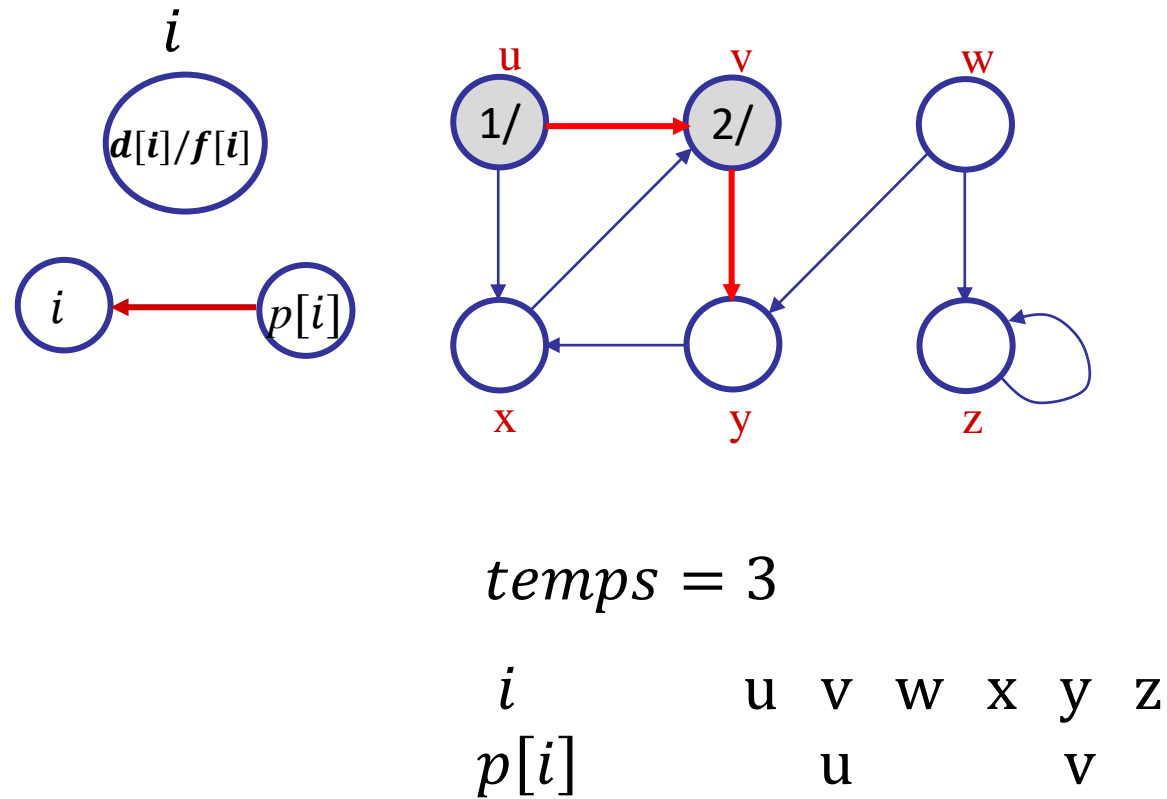 i
u v w
d[i]/f[i]
1/ 2/
i p[i]
x y z
temps = 3
i u v w x y z
p[i] u v